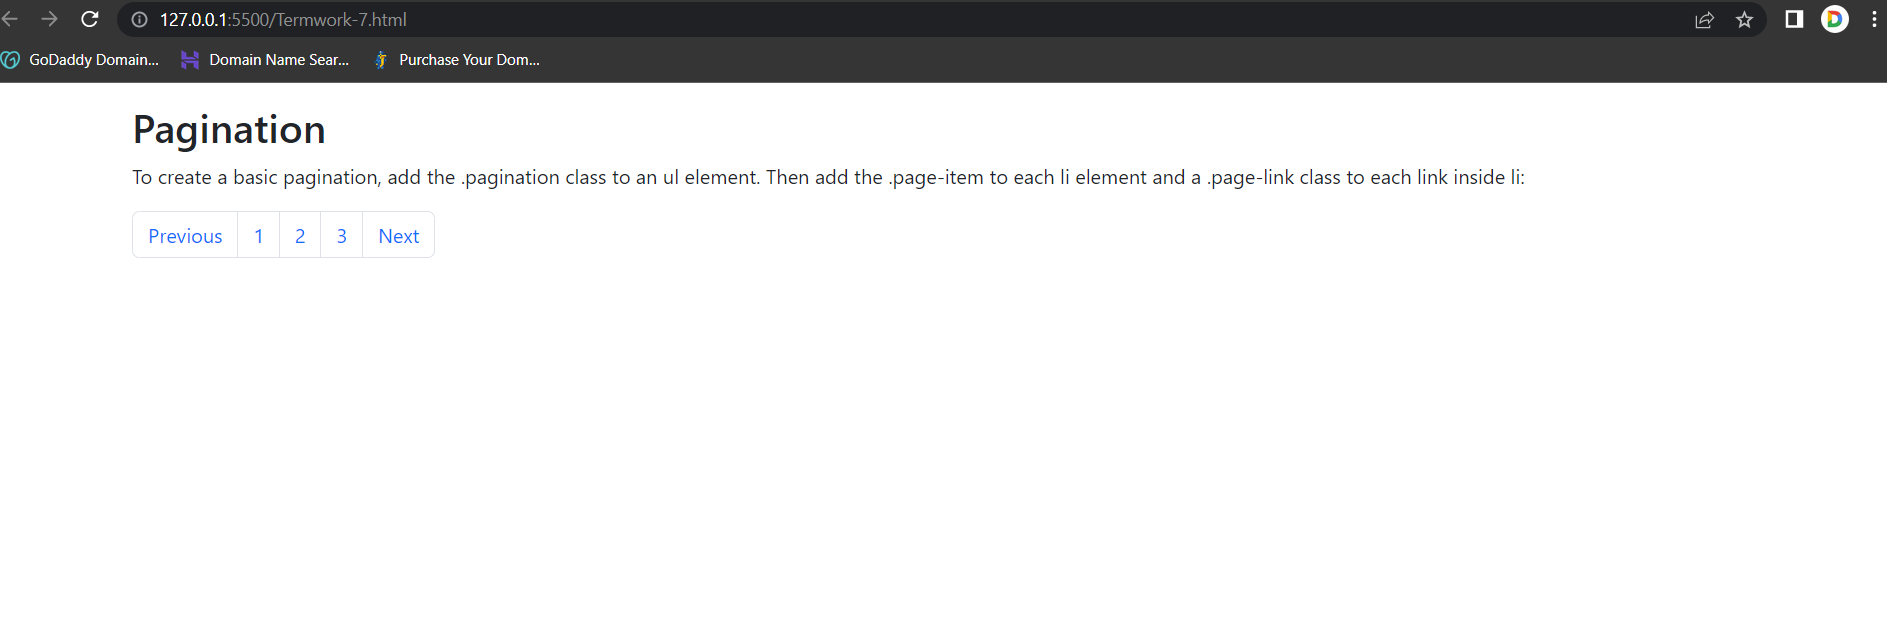 127.0.0.1:5500/Termwork-7.html
GoDaddy Domain... Domain Name Sear... Purchase Your Dom...
Pagination
To create a basic pagination, add the .pagination class to an ul element. Then add the .page-item to each li element and a .page-link class to each link inside li:
Previous 1 2 3 Next